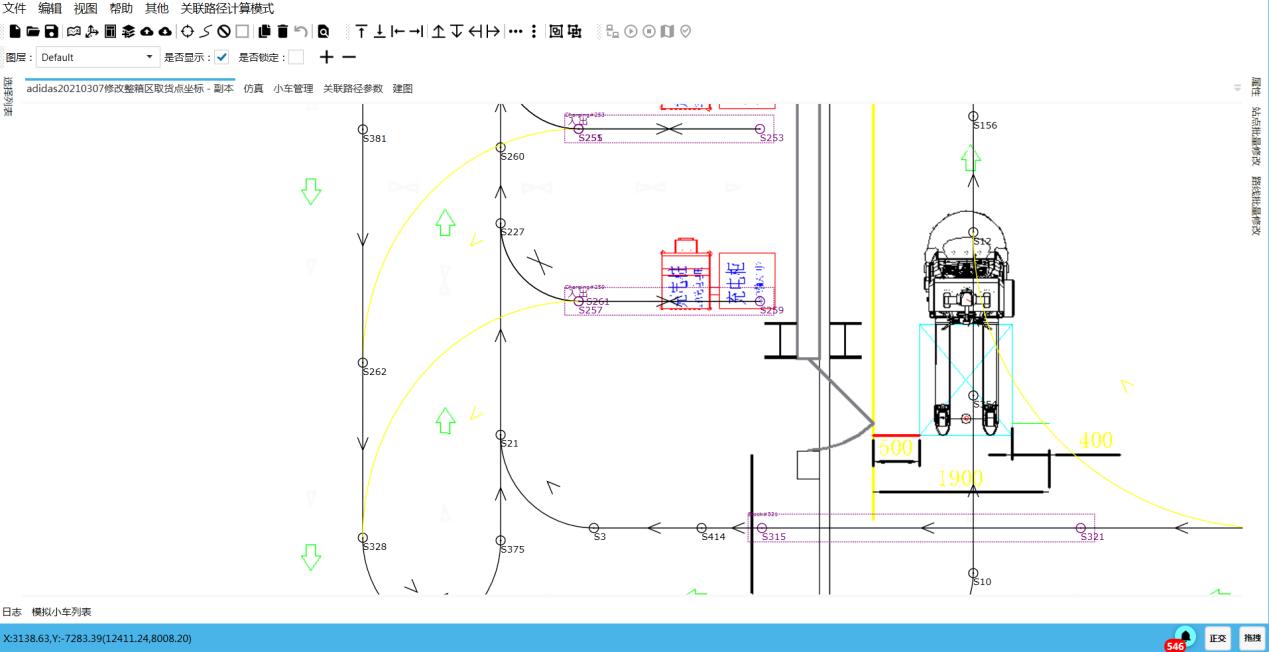 文件 编辑 视图 帮助 其他 关联路径计算模式
图层： Default 是否显示： 是否锁定：
选择列表
adidas20210307修改整箱区取货点坐标 - 副本 仿真 小车管理 关联路径参数 建图
属性 站点批量修改 路线批量修改
Charging#253
入出
S255
S253
S381
S260
S156
S227
S12
充电桩
充电柜
Charging#259
入出
S261
S257
S259
S262
S354
S21
600
400
1900
S3
S414
S315
S321
S328
S375
S10
日志 模拟小车列表
X:3138.63,Y:-7283.39(12411.24,8008.20)
546
正交
拖拽